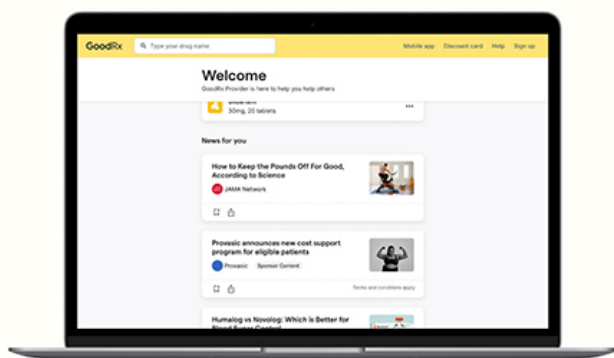 GoodRx
Type your drug name
Mobile app
Discount card
Help
Sign up
Welcome
GoodRx Provider is here to help you help others
30mg, 20 tablets
News for you
How to Keep the Pounds Off For Good,
According to Science
JAMA Network
Provasic announces new cost support
program for eligible patients
Provasic
Sponsor Content
Terms and conditions apply
Humalog vs Novolog: Which is Better for
Blood Sugar Control